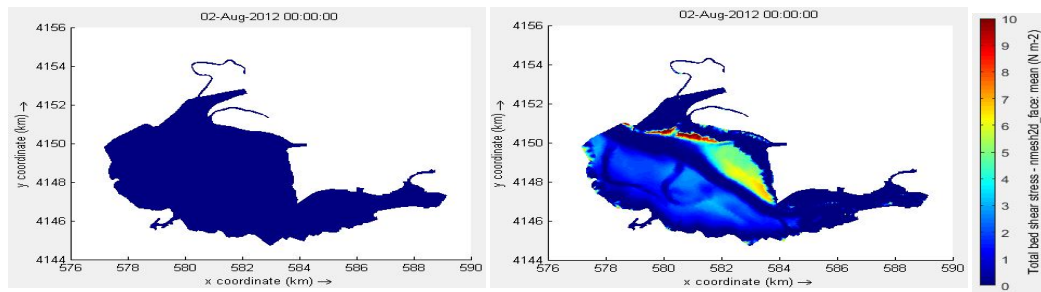 02-Aug-2012 00:00:00
4156
4154
4152
4150
4148
4146
4144
y coordinate (km) →
576 578 580 582 584 586 588 590
x coordinate (km) →
02-Aug-2012 00:00:00
4156
4154
4152
4150
4148
4146
4144
y coordinate (km) →
576 578 580 582 584 586 588 590
x coordinate (km) →
10
9
8
7
6
5
4
3
2
1
0
Total bed shear stress - nmesh2d_face: mean (N m-2)